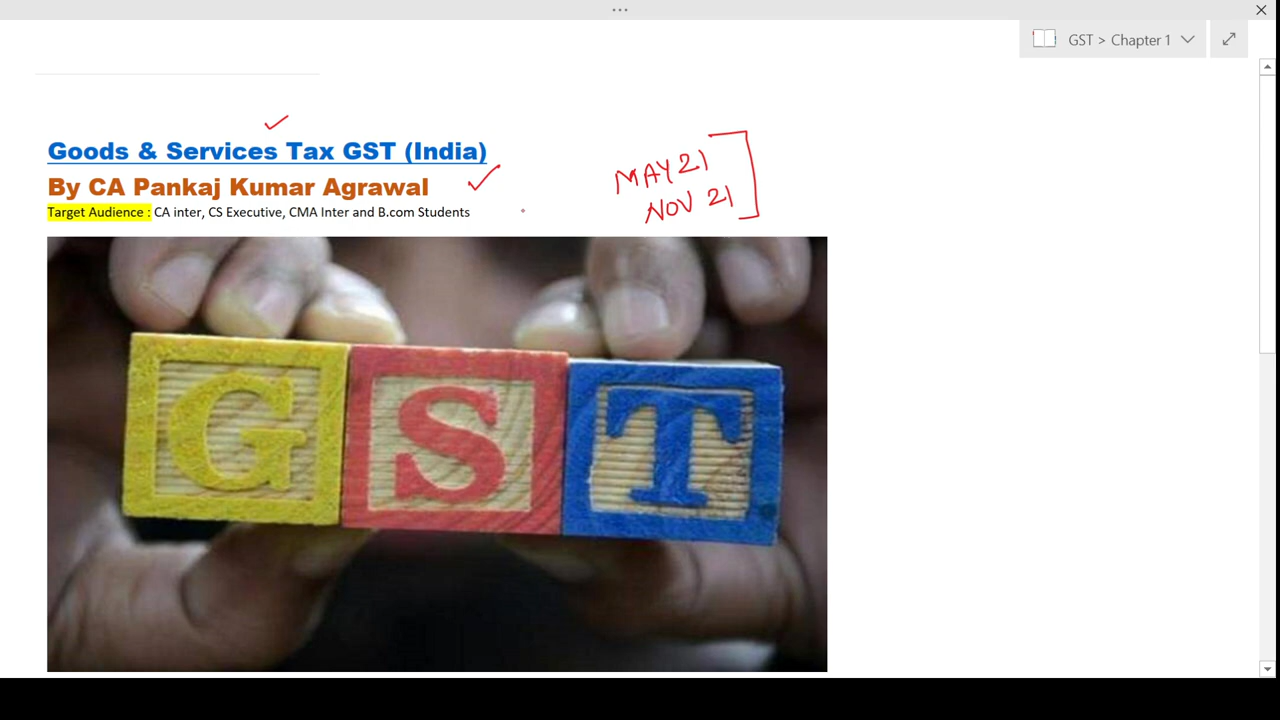 GST > Chapter 1
Goods & Services Tax GST (India)
By CA Pankaj Kumar Agrawal
Target Audience : CA inter, CS Executive, CMA Inter and B.com Students
MAY 21
NOV 21
G S T